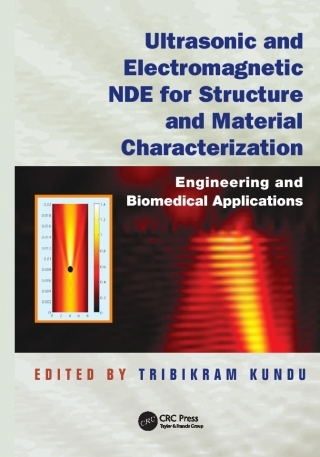 Ultrasonic and
Electromagnetic
NDE for Structure
and Material
Characterization
Engineering and
Biomedical Applications
EDITED BY TRIBIKRAM KUNDU
CRC
CRC Press
Taylor & Francis Group